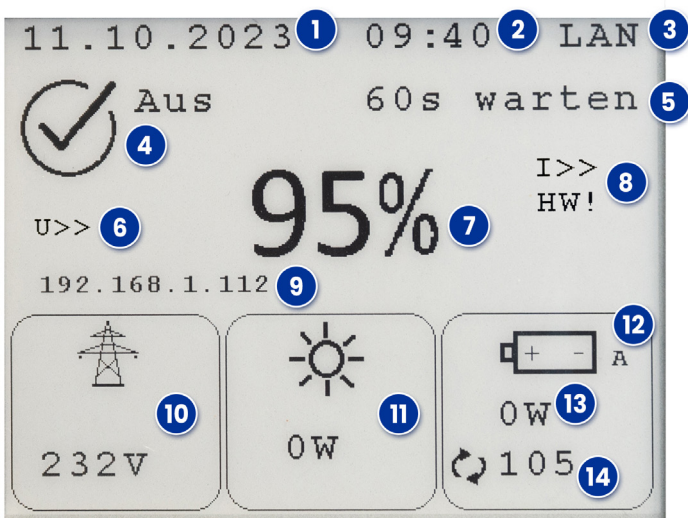 11.10.2023 1 09:40 2 LAN 3
Aus 4 60s warten 5
I>> 8
HW!
U>> 6 95% 7
192.168.1.112 9
12
+ - A
10 11 0W 13
232V 0W 105 14